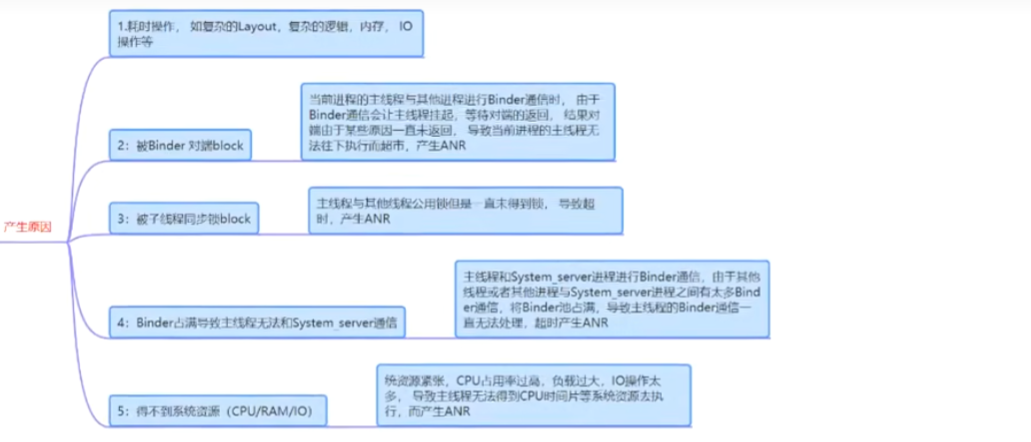 产生原因
1.耗时操作， 如复杂的Layout，复杂的逻辑，内存， IO
操作等
2：被Binder 对端block
当前进程的主线程与其他进程进行Binder通信时， 由于
Binder通信会让主线程挂起，等待对端的返回， 结果对
端由于某些原因一直未返回， 导致当前进程的主线程无
法往下执行而超市，产生ANR
3：被子线程同步锁block
主线程与其他线程公用锁但是一直未得到锁， 导致超
时，产生ANR
4：Binder占满导致主线程无法和System_server通信
主线程和System_server进程进行Binder通信，由于其他
线程或者其他进程与System_server进程之间有太多Bind
er通信，将Binder池占满，导致主线程的Binder通信一
直无法处理，超时产生ANR
5：得不到系统资源（CPU/RAM/IO）
统资源紧张，CPU占用率过高，负载过大，IO操作太
多， 导致主线程无法得到CPU时间片等系统资源去执
行，而产生ANR